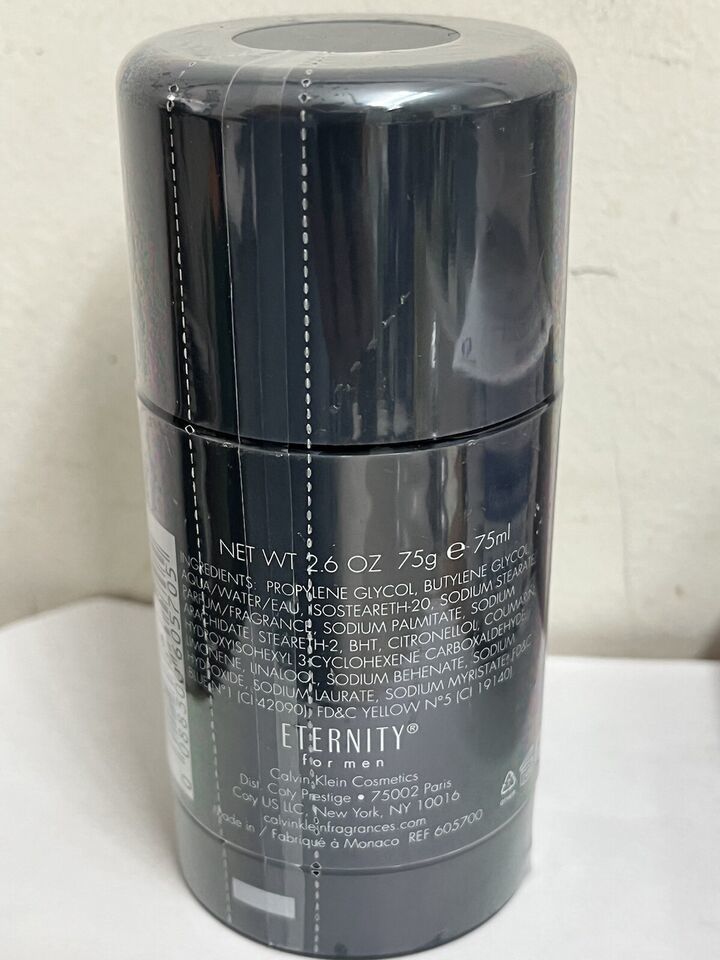 NET WT 2.6 OZ 75g e 75ml
INGREDIENTS: PROPYLENE GLYCOL, BUTYLENE GLYCOL,
AQUA/WATER/EAU, ISOSTEARETH-20, SODIUM STEARATE,
PARFUM/FRAGRANCE, SODIUM PALMITATE, SODIUM
ARACHIDATE, STEARETH-2, BHT, CITRONELLOL, COUMARIN,
HYDROXYISOHEXYL 3-CYCLOHEXENE CARBOXALDEHYDE,
LIMONENE, LINALOOL, SODIUM BEHENATE, SODIUM
HYDROXIDE, SODIUM LAURATE, SODIUM MYRISTATE, FD&C
BLUE N°1 (CI 42090), FD&C YELLOW N°5 (CI 19140)
ETERNITY®
for men
Calvin Klein Cosmetics
Dist. Coty Prestige • 75002 Paris
Coty US LLC, New York, NY 10016
calvinkleinfragrances.com
Made in / Fabriqué à Monaco REF 605700